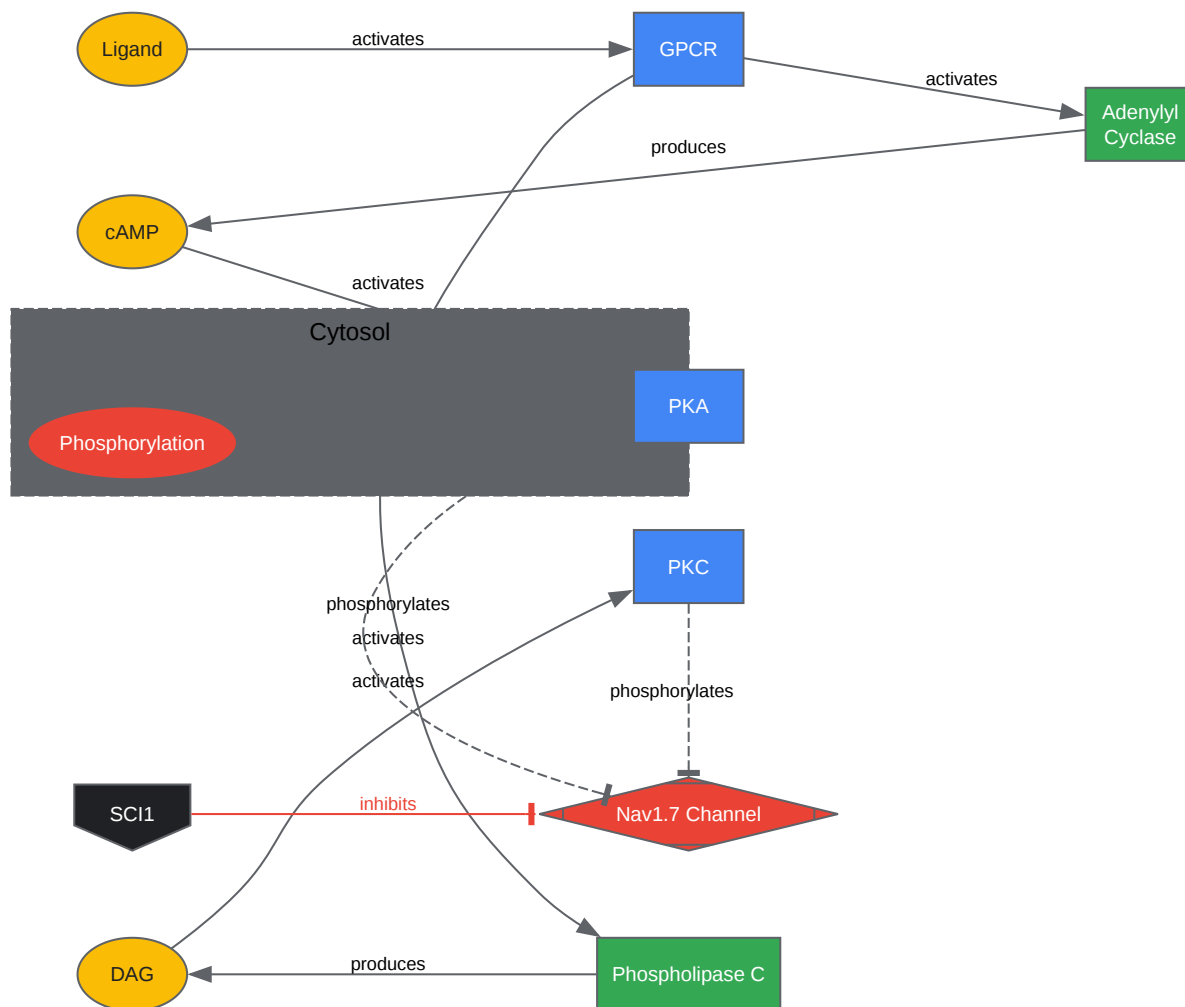 Ligand
activates
GPCR
activates
Adenylyl
Cyclase
produces
cAMP
activates
Cytosol
PKA
Phosphorylation
PKC
phosphorylates
activates
activates
phosphorylates
SCI1
inhibits
Nav1.7 Channel
DAG
produces
Phospholipase C